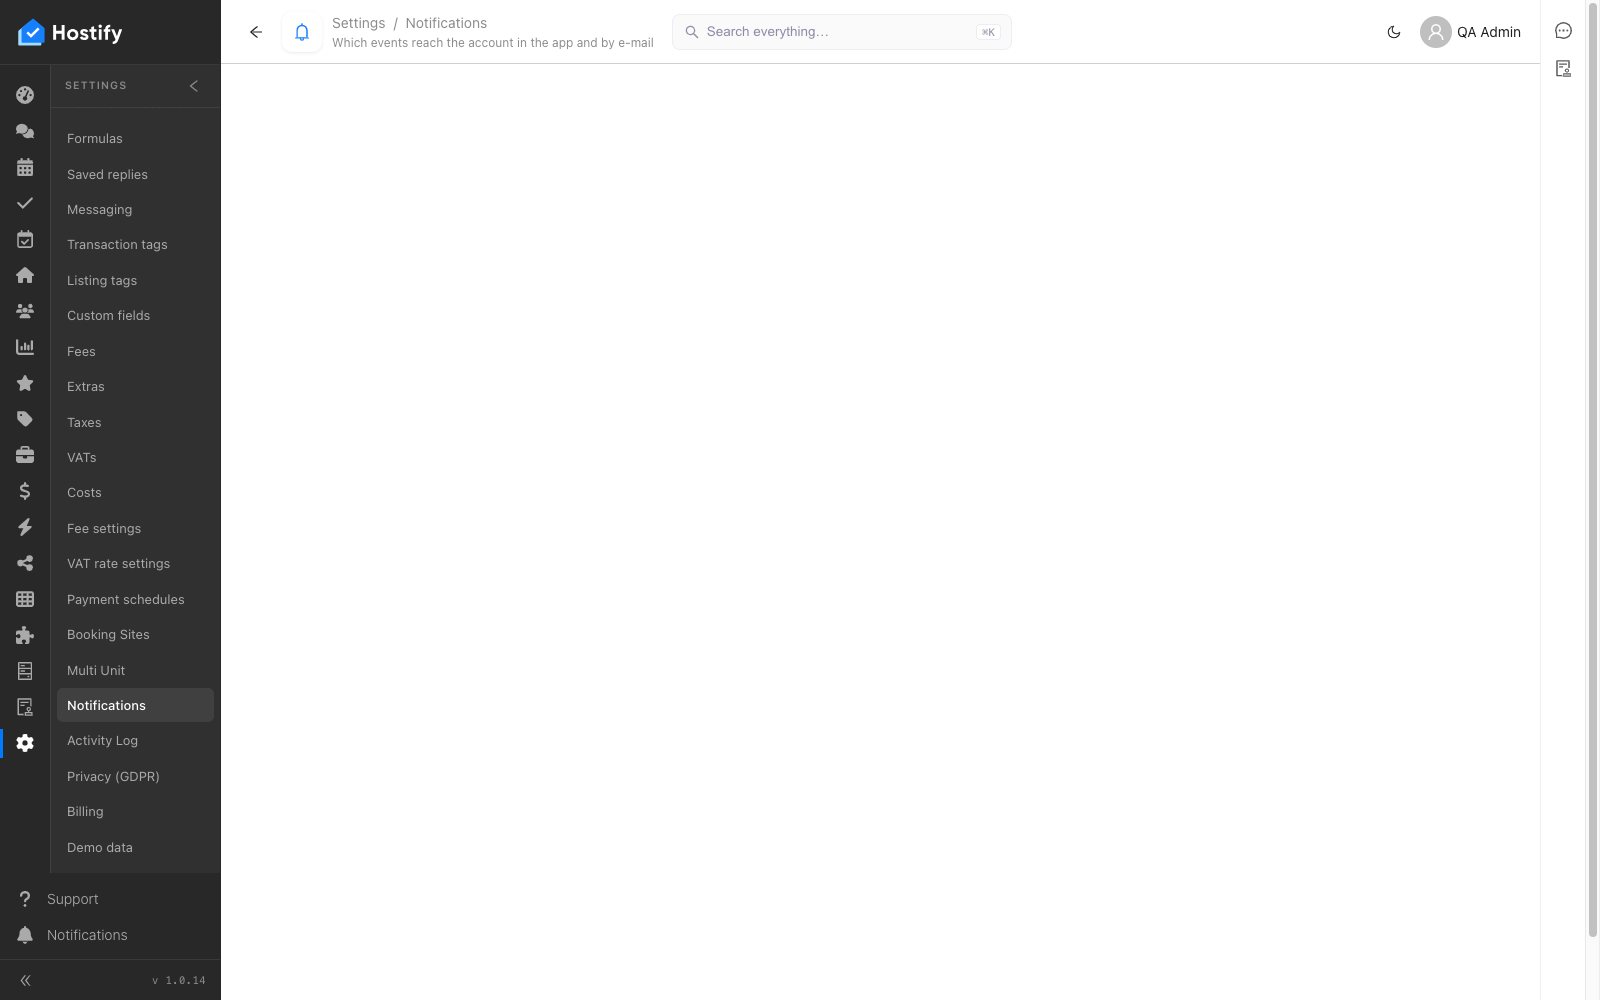 Hostify
SETTINGS
Formulas
Saved replies
Messaging
Transaction tags
Listing tags
Custom fields
Fees
Extras
Taxes
VATs
Costs
Fee settings
VAT rate settings
Payment schedules
Booking Sites
Multi Unit
Notifications
Activity Log
Privacy (GDPR)
Billing
Demo data
Support
Notifications
v 1.0.14
Settings / Notifications
Which events reach the account in the app and by e-mail
Search everything... ⌘K
QA Admin